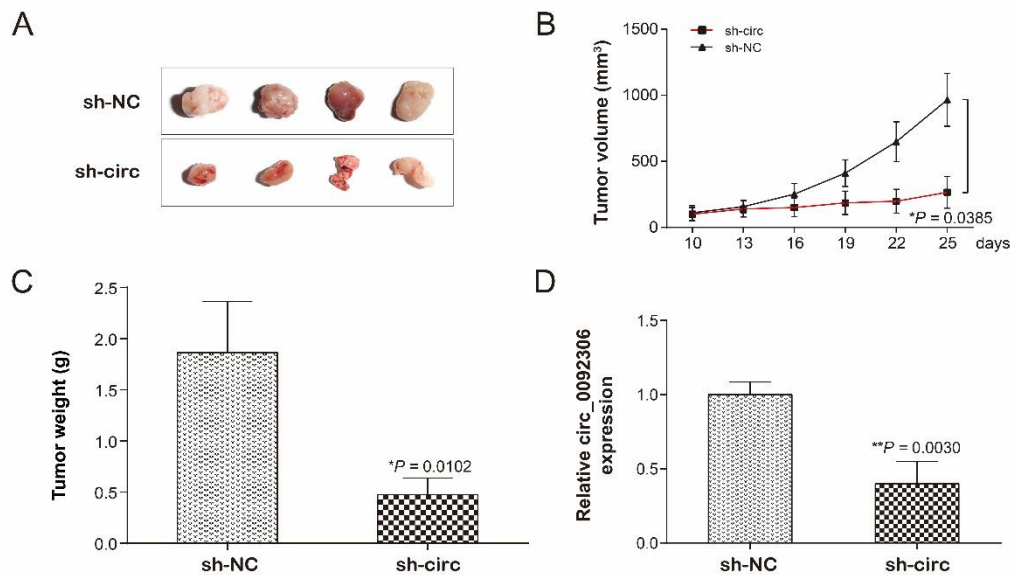 A
sh-NC
sh-circ
B
sh-circ
sh-NC
Tumor volume (mm³)
1500
1000
500
0
10 13 16 19 22 25 days
*P = 0.0385
C
Tumor weight (g)
2.5
2.0
1.5
1.0
0.5
0.0
*P = 0.0102
sh-NC sh-circ
D
Relative circ_0092306
expression
1.5
1.0
0.5
0.0
**P = 0.0030
sh-NC sh-circ